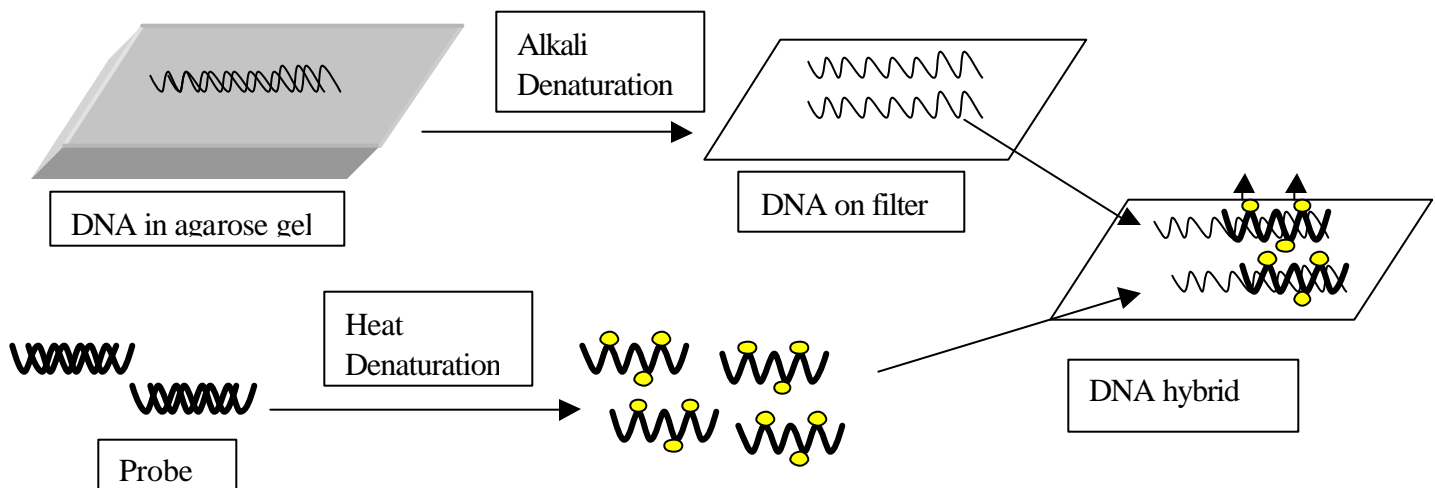 Alkali
Denaturation
DNA in agarose gel
DNA on filter
Heat
Denaturation
DNA hybrid
Probe